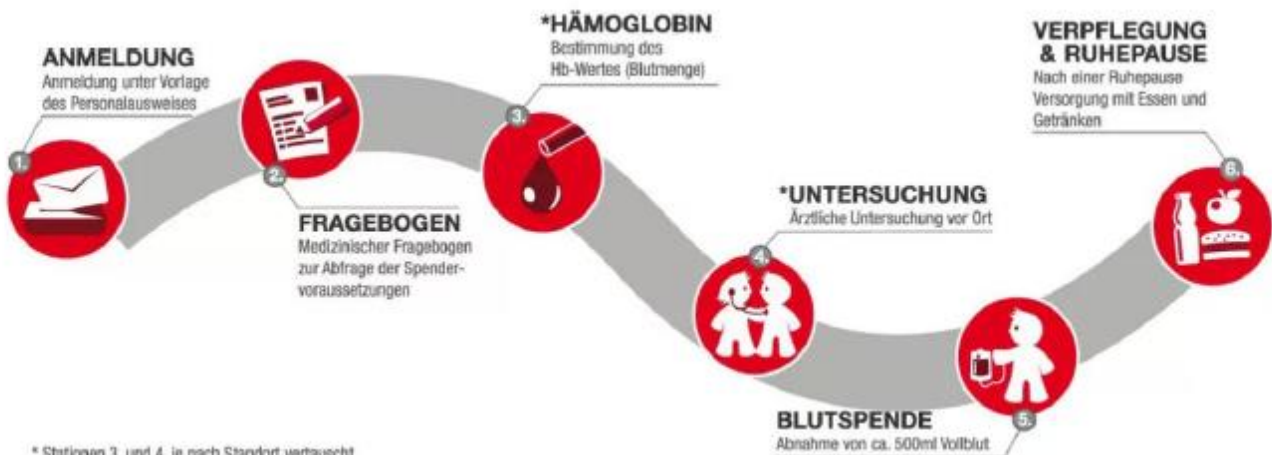 1.
ANMELDUNG
Anmeldung unter Vorlage
des Personalausweises
2.
FRAGEBOGEN
Medizinischer Fragebogen
zur Abfrage der Spender-
voraussetzungen
3.
*HÄMOGLOBIN
Bestimmung des
Hb-Wertes (Blutmenge)
4.
*UNTERSUCHUNG
Ärztliche Untersuchung vor Ort
5.
BLUTSPENDE
Abnahme von ca. 500ml Vollblut
6.
VERPFLEGUNG
& RUHEPAUSE
Nach einer Ruhepause
Versorgung mit Essen und
Getränken
* Stationen 3. und 4. je nach Standort vertauscht